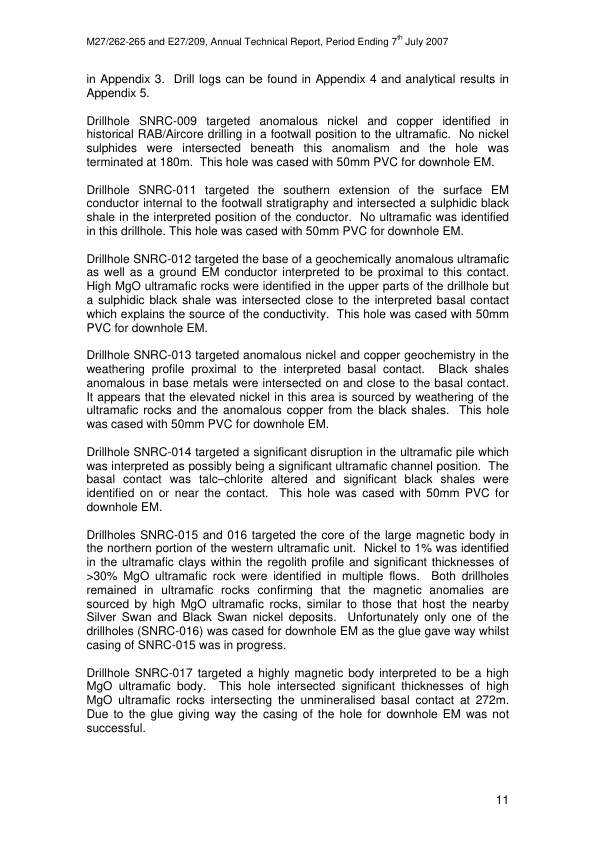 M27/262-265 and E27/209, Annual Technical Report, Period Ending 7th July 2007
in Appendix 3.  Drill logs can be found in Appendix 4 and analytical results in
Appendix 5.
Drillhole SNRC-009 targeted anomalous nickel and copper identified in
historical RAB/Aircore drilling in a footwall position to the ultramafic.  No nickel
sulphides were intersected beneath this anomalism and the hole was
terminated at 180m.  This hole was cased with 50mm PVC for downhole EM.
Drillhole SNRC-011 targeted the southern extension of the surface EM
conductor internal to the footwall stratigraphy and intersected a sulphidic black
shale in the interpreted position of the conductor.  No ultramafic was identified
in this drillhole. This hole was cased with 50mm PVC for downhole EM.
Drillhole SNRC-012 targeted the base of a geochemically anomalous ultramafic
as well as a ground EM conductor interpreted to be proximal to this contact.
High MgO ultramafic rocks were identified in the upper parts of the drillhole but
a sulphidic black shale was intersected close to the interpreted basal contact
which explains the source of the conductivity.  This hole was cased with 50mm
PVC for downhole EM.
Drillhole SNRC-013 targeted anomalous nickel and copper geochemistry in the
weathering profile proximal to the interpreted basal contact.  Black shales
anomalous in base metals were intersected on and close to the basal contact.
It appears that the elevated nickel in this area is sourced by weathering of the
ultramafic rocks and the anomalous copper from the black shales.  This hole
was cased with 50mm PVC for downhole EM.
Drillhole SNRC-014 targeted a significant disruption in the ultramafic pile which
was interpreted as possibly being a significant ultramafic channel position.  The
basal contact was talc–chlorite altered and significant black shales were
identified on or near the contact.  This hole was cased with 50mm PVC for
downhole EM.
Drillholes SNRC-015 and 016 targeted the core of the large magnetic body in
the northern portion of the western ultramafic unit.  Nickel to 1% was identified
in the ultramafic clays within the regolith profile and significant thicknesses of
>30% MgO ultramafic rock were identified in multiple flows.  Both drillholes
remained in ultramafic rocks confirming that the magnetic anomalies are
sourced by high MgO ultramafic rocks, similar to those that host the nearby
Silver Swan and Black Swan nickel deposits.  Unfortunately only one of the
drillholes (SNRC-016) was cased for downhole EM as the glue gave way whilst
casing of SNRC-015 was in progress.
Drillhole SNRC-017 targeted a highly magnetic body interpreted to be a high
MgO ultramafic body.  This hole intersected significant thicknesses of high
MgO ultramafic rocks intersecting the unmineralised basal contact at 272m.
Due to the glue giving way the casing of the hole for downhole EM was not
successful.
11